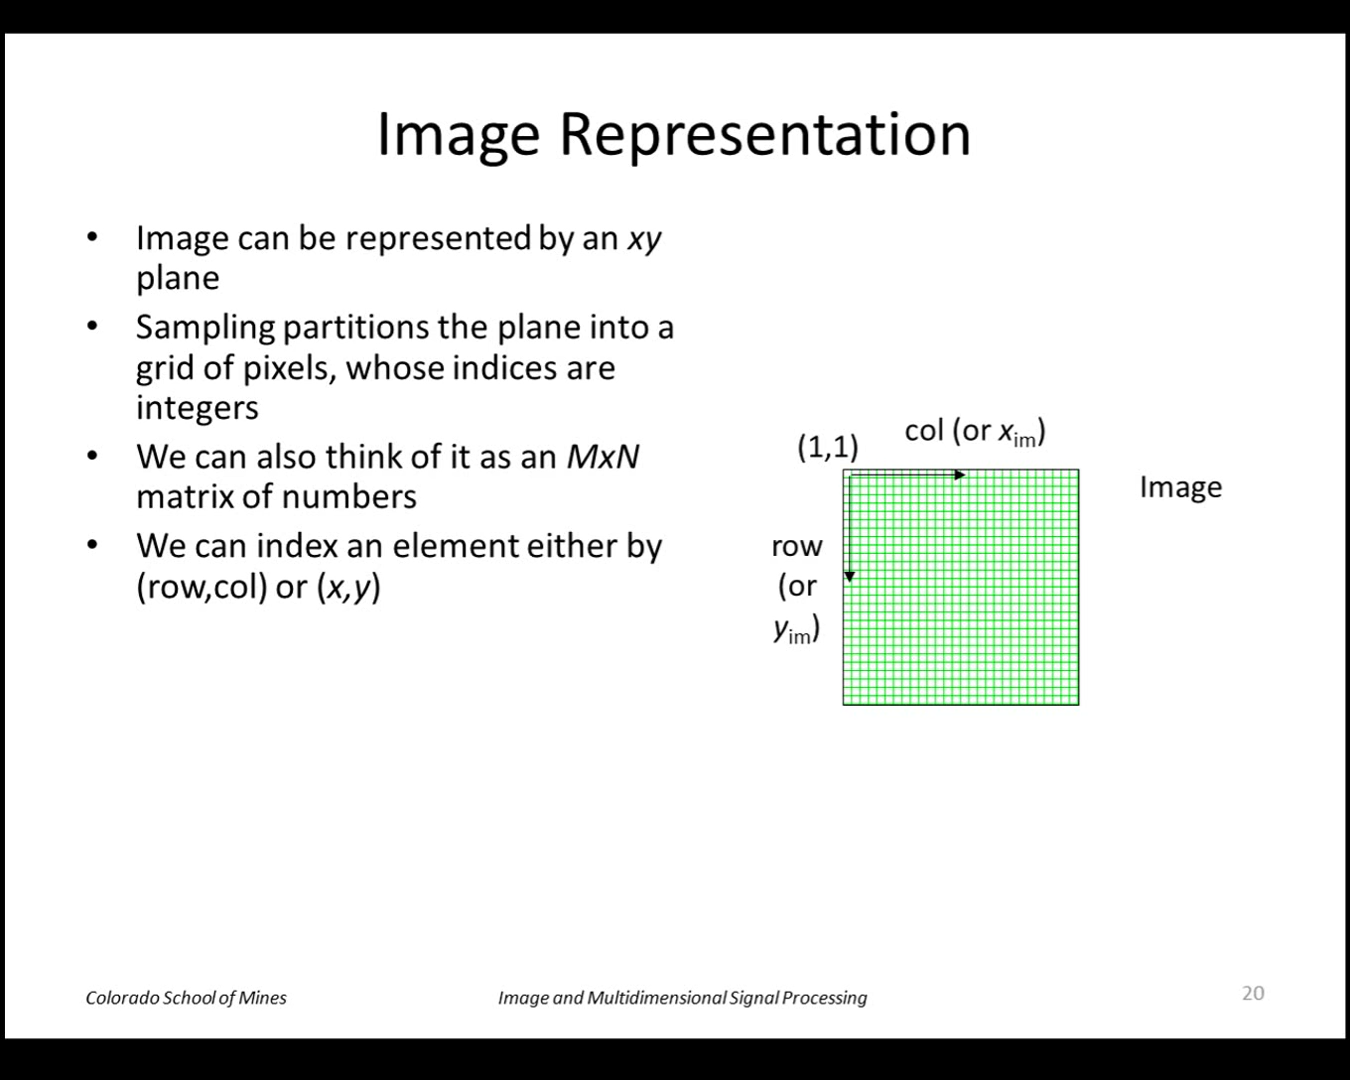 Image Representation
• Image can be represented by an xy
plane
• Sampling partitions the plane into a
grid of pixels, whose indices are
integers
• We can also think of it as an MxN
matrix of numbers
• We can index an element either by
(row,col) or (x,y)
(1,1)
col (or xim)
Image
row
(or
yim)
Colorado School of Mines
Image and Multidimensional Signal Processing
20